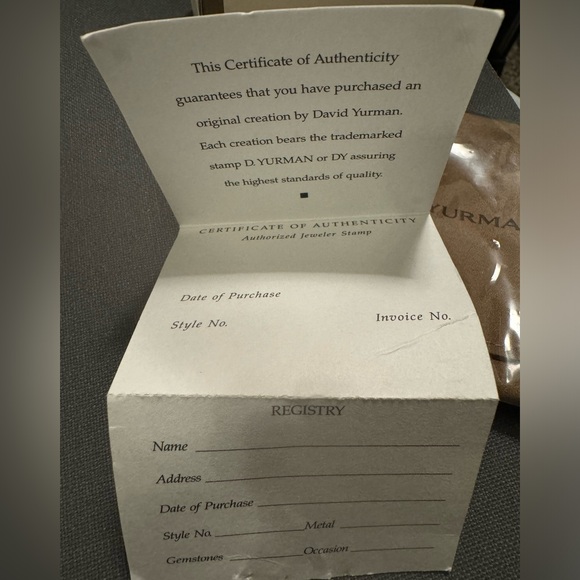 This Certificate of Authenticity
guarantees that you have purchased an
original creation by David Yurman.
Each creation bears the trademarked
stamp D. YURMAN or DY assuring
the highest standards of quality.
YURMA
CERTIFICATE OF AUTHENTICITY
Authorized Jeweler Stamp
Date of Purchase
Style No. Invoice No.
REGISTRY
Name
Address
Date of Purchase
Style No. Metal
Gemstones Occasion